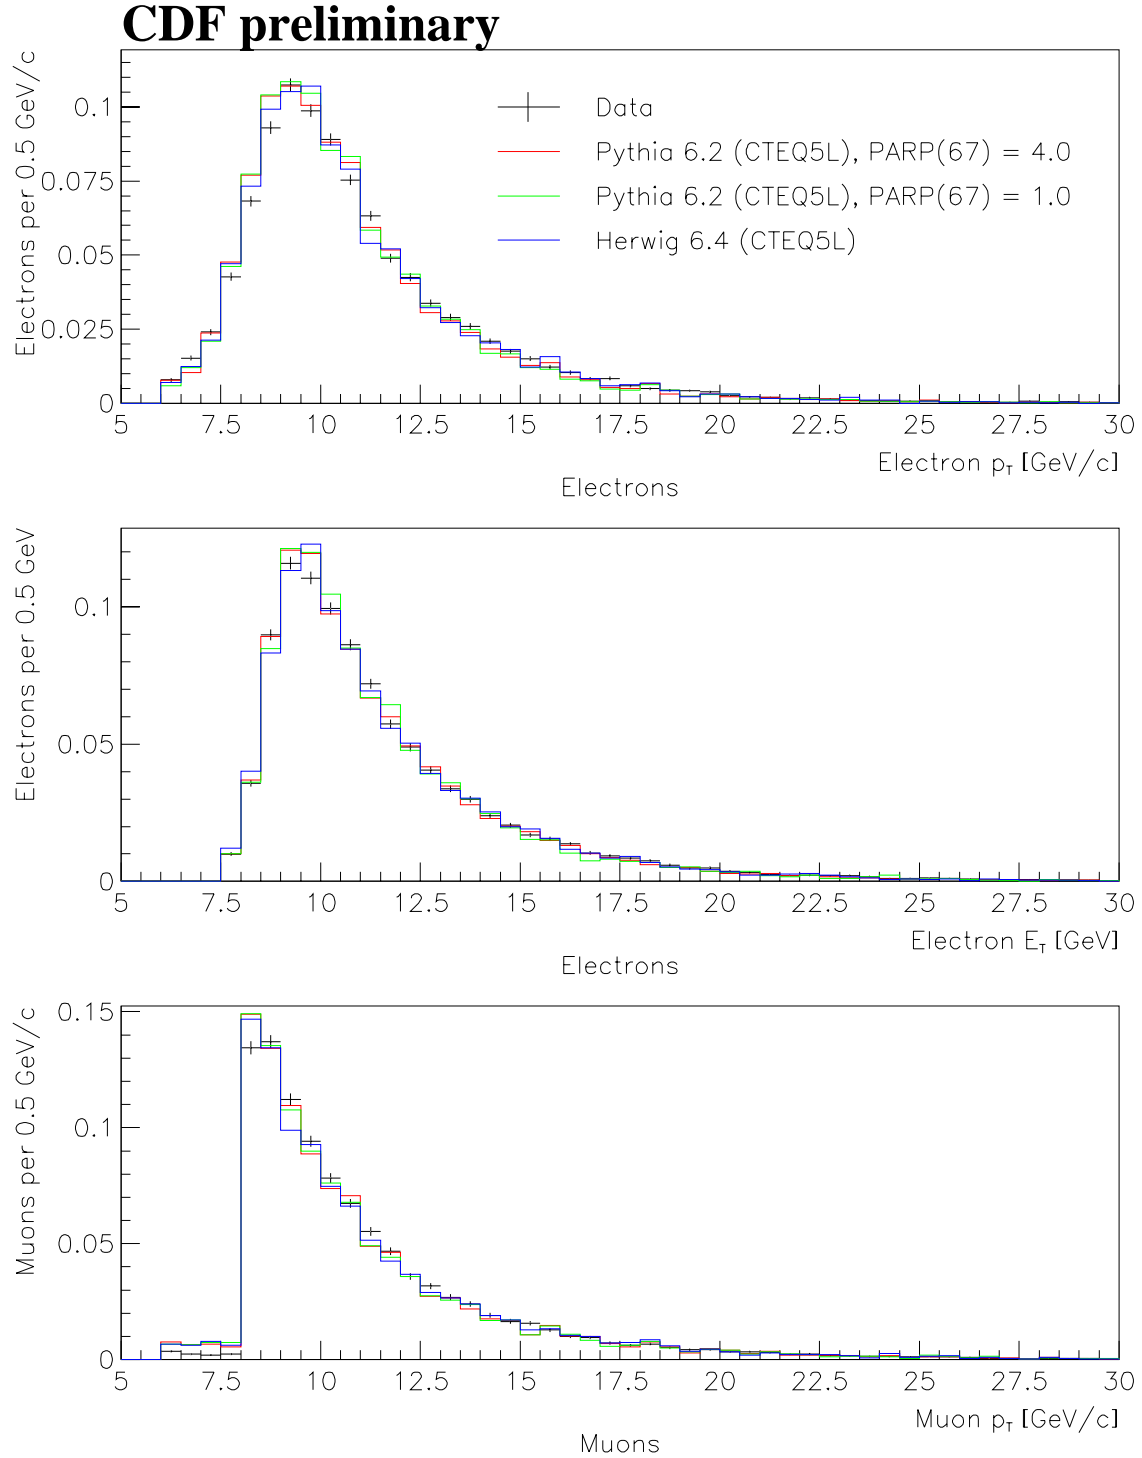 CDF preliminary
Electrons per 0.5 GeV/c
0.1
0.075
0.05
0.025
0
Data
Pythia 6.2 (CTEQ5L), PARP(67) = 4.0
Pythia 6.2 (CTEQ5L), PARP(67) = 1.0
Herwig 6.4 (CTEQ5L)
5 7.5 10 12.5 15 17.5 20 22.5 25 27.5 30
Electron pT [GeV/c]
Electrons
Electrons per 0.5 GeV
0.1
0.05
0
5 7.5 10 12.5 15 17.5 20 22.5 25 27.5 30
Electron ET [GeV]
Electrons
Muons per 0.5 GeV/c
0.15
0.1
0.05
0
5 7.5 10 12.5 15 17.5 20 22.5 25 27.5 30
Muon pT [GeV/c]
Muons